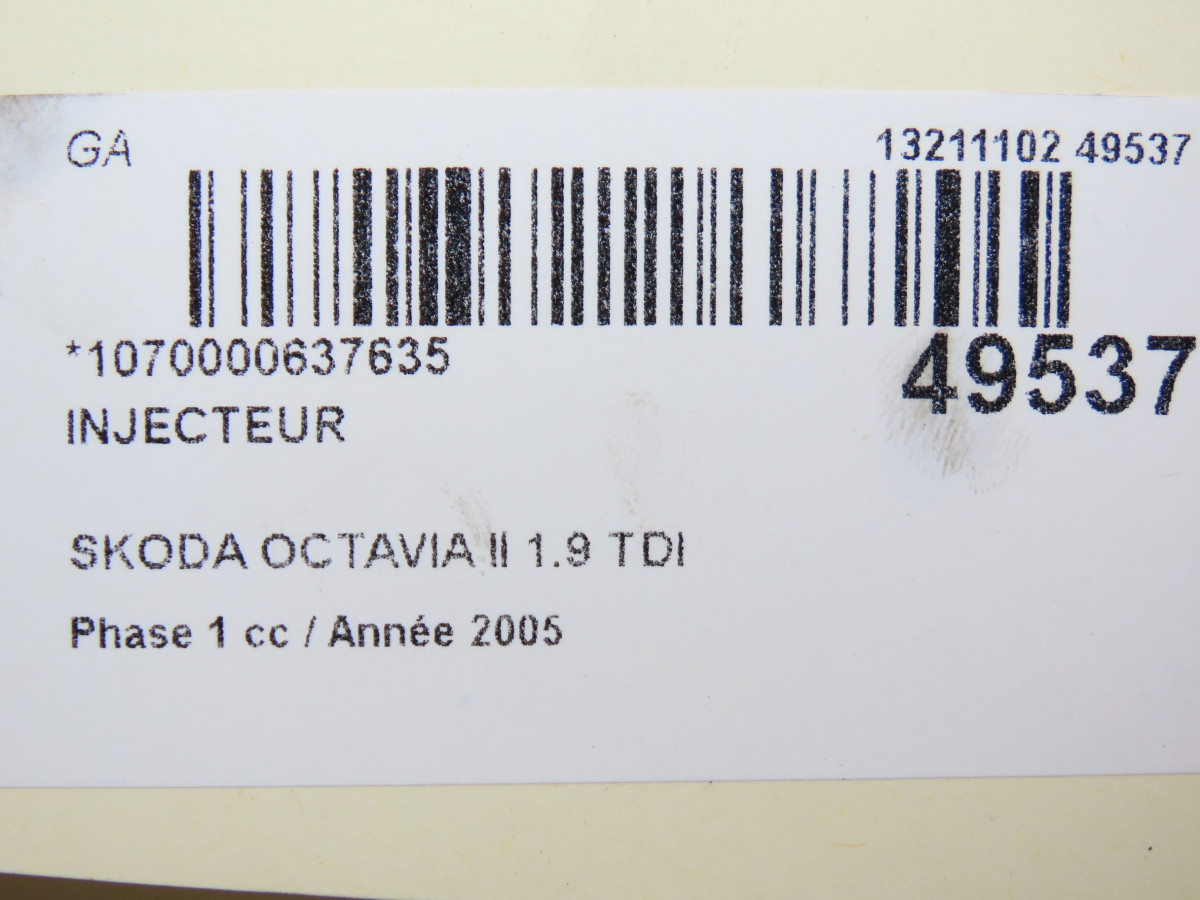 GA
13211102 49537
*1070000637635
49537
INJECTEUR
SKODA OCTAVIA II 1.9 TDI
Phase 1 cc / Année 2005